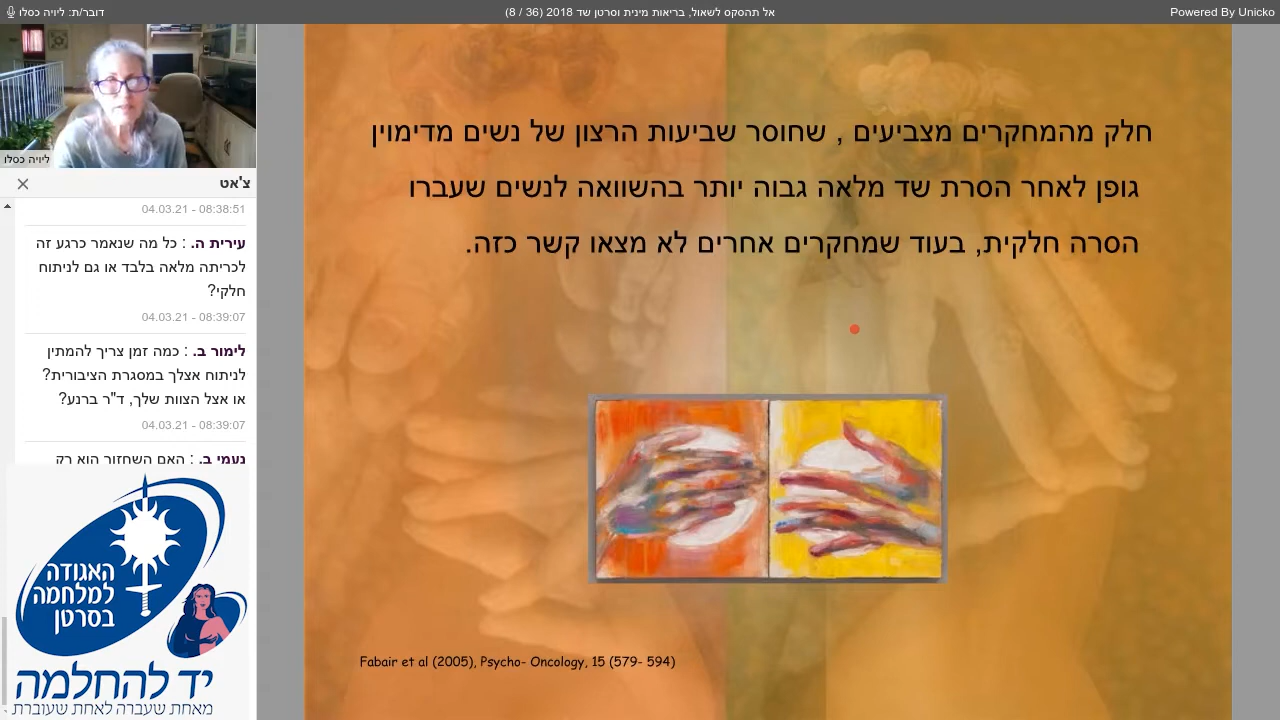 דובר/ת: ליויה כסלו
אל תהסקס לשאול, בריאות מינית וסרטן שד 2018 (36 / 8)
Powered By Unicko
ליויה כסלו
צ'אט
04.03.21 - 08:38:51
עירית ה. : כל מה שנאמר כרגע זה
לכריתה מלאה בלבד או גם לניתוח
חלקי?
04.03.21 - 08:39:07
לימור ב. : כמה זמן צריך להמתין
לניתוח אצלך במסגרת הציבורית?
או אצל הצוות שלך, ד"ר ברנע?
04.03.21 - 08:39:07
נעמי ב. : האם השחזור הוא רק
האגודה
למלחמה
בסרטן
יד להחלמה
מאחת שעברה לאחת שעוברת
חלק מהמחקרים מצביעים , שחוסר שביעות הרצון של נשים מדימוין
גופן לאחר הסרת שד מלאה גבוה יותר בהשוואה לנשים שעברו
הסרה חלקית, בעוד שמחקרים אחרים לא מצאו קשר כזה.
Fabair et al (2005), Psycho- Oncology, 15 (579- 594)